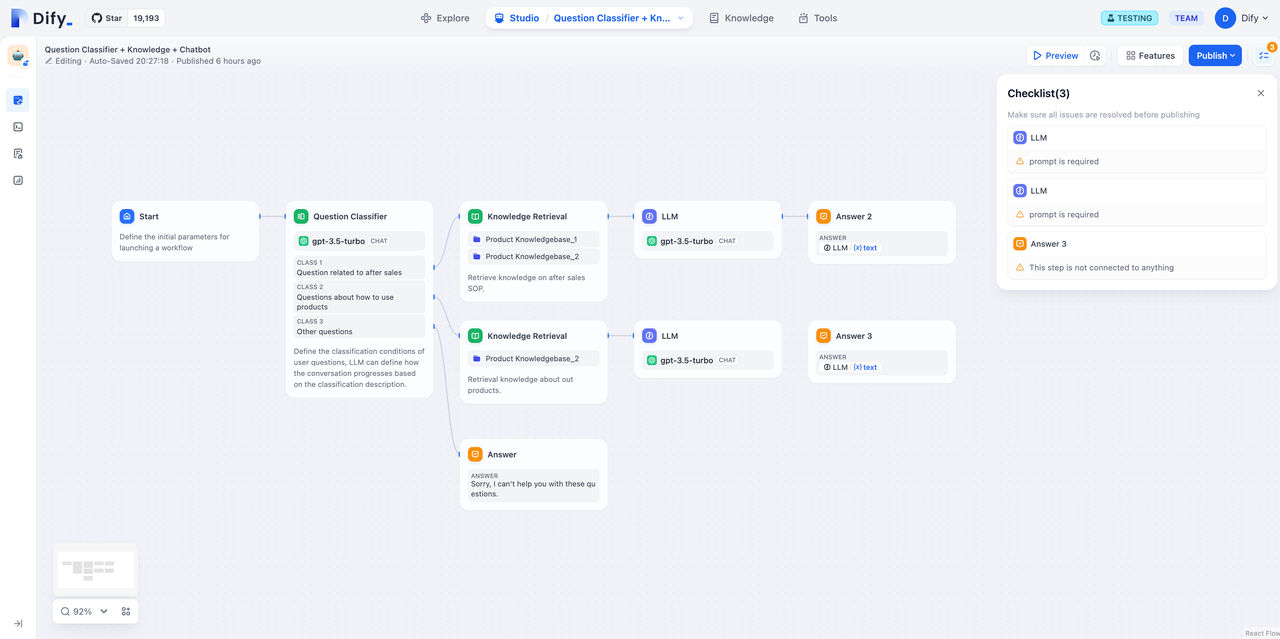 Dify_
Star 19,193
Explore
Studio / Question Classifier + Kn...
Knowledge
Tools
TESTING
TEAM
D
Dify
Question Classifier + Knowledge + Chatbot
Editing · Auto-Saved 20:27:18 · Published 6 hours ago
Preview
Features
Publish
3
Checklist(3)
Make sure all issues are resolved before publishing
LLM
prompt is required
LLM
prompt is required
Answer 3
This step is not connected to anything
Start
Define the initial parameters for
launching a workflow
Question Classifier
gpt-3.5-turbo CHAT
CLASS 1
Question related to after sales
CLASS 2
Questions about how to use
products
CLASS 3
Other questions
Define the classification conditions of
user questions, LLM can define how
the conversation progresses based
on the classification description.
Knowledge Retrieval
Product Knowledgebase_1
Product Knowledgebase_2
Retrieve knowledge on after sales
SOP.
LLM
gpt-3.5-turbo CHAT
Answer 2
ANSWER
LLM / {x} text
Knowledge Retrieval
Product Knowledgebase_2
Retrieval knowledge about out
products.
LLM
gpt-3.5-turbo CHAT
Answer 3
ANSWER
LLM / {x} text
Answer
ANSWER
Sorry, I can't help you with these qu
estions.
92%
React Flow